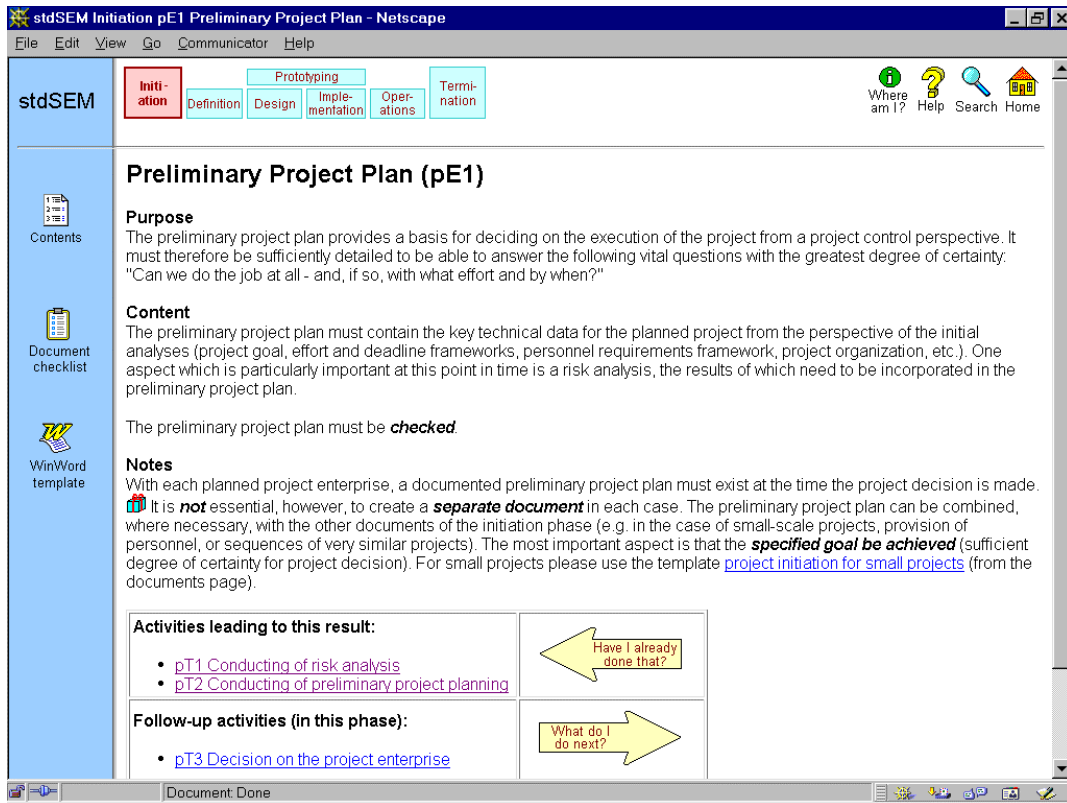 stdSEM Initiation pE1 Preliminary Project Plan - Netscape
File Edit View Go Communicator Help
stdSEM
Initi-
ation
Definition
Prototyping
Design
Imple-
mentation
Oper-
ations
Termi-
nation
Where
am I?
Help
Search
Home
Contents
Document
checklist
WinWord
template
Preliminary Project Plan (pE1)
Purpose
The preliminary project plan provides a basis for deciding on the execution of the project from a project control perspective. It
must therefore be sufficiently detailed to be able to answer the following vital questions with the greatest degree of certainty:
"Can we do the job at all - and, if so, with what effort and by when?"
Content
The preliminary project plan must contain the key technical data for the planned project from the perspective of the initial
analyses (project goal, effort and deadline frameworks, personnel requirements framework, project organization, etc.). One
aspect which is particularly important at this point in time is a risk analysis, the results of which need to be incorporated in the
preliminary project plan.
The preliminary project plan must be checked.
Notes
With each planned project enterprise, a documented preliminary project plan must exist at the time the project decision is made.
It is not essential, however, to create a separate document in each case. The preliminary project plan can be combined,
where necessary, with the other documents of the initiation phase (e.g. in the case of small-scale projects, provision of
personnel, or sequences of very similar projects). The most important aspect is that the specified goal be achieved (sufficient
degree of certainty for project decision). For small projects please use the template project initiation for small projects (from the
documents page).
Activities leading to this result:
• pT1 Conducting of risk analysis
• pT2 Conducting of preliminary project planning
Have I already
done that?
Follow-up activities (in this phase):
• pT3 Decision on the project enterprise
What do I
do next?
Document: Done